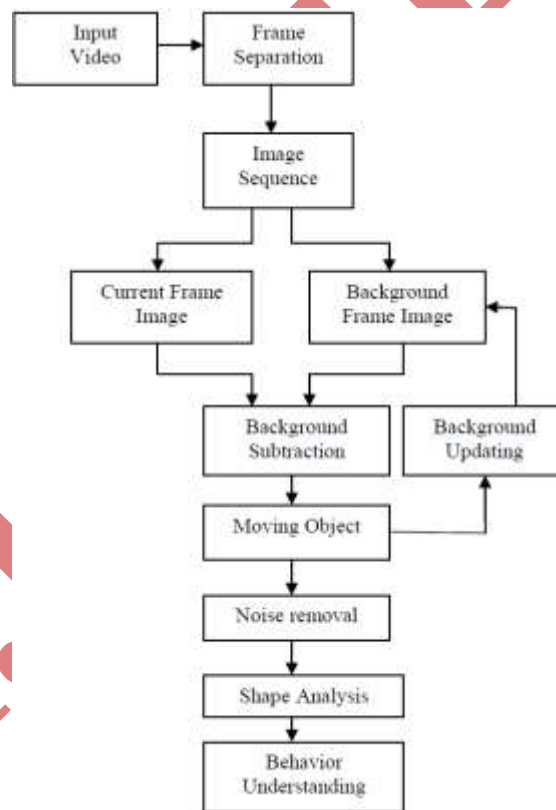 Input
Video
Frame
Separation
Image
Sequence
Current Frame
Image
Background
Frame Image
Background
Subtraction
Background
Updating
Moving Object
Noise removal
Shape Analysis
Behavior
Understanding